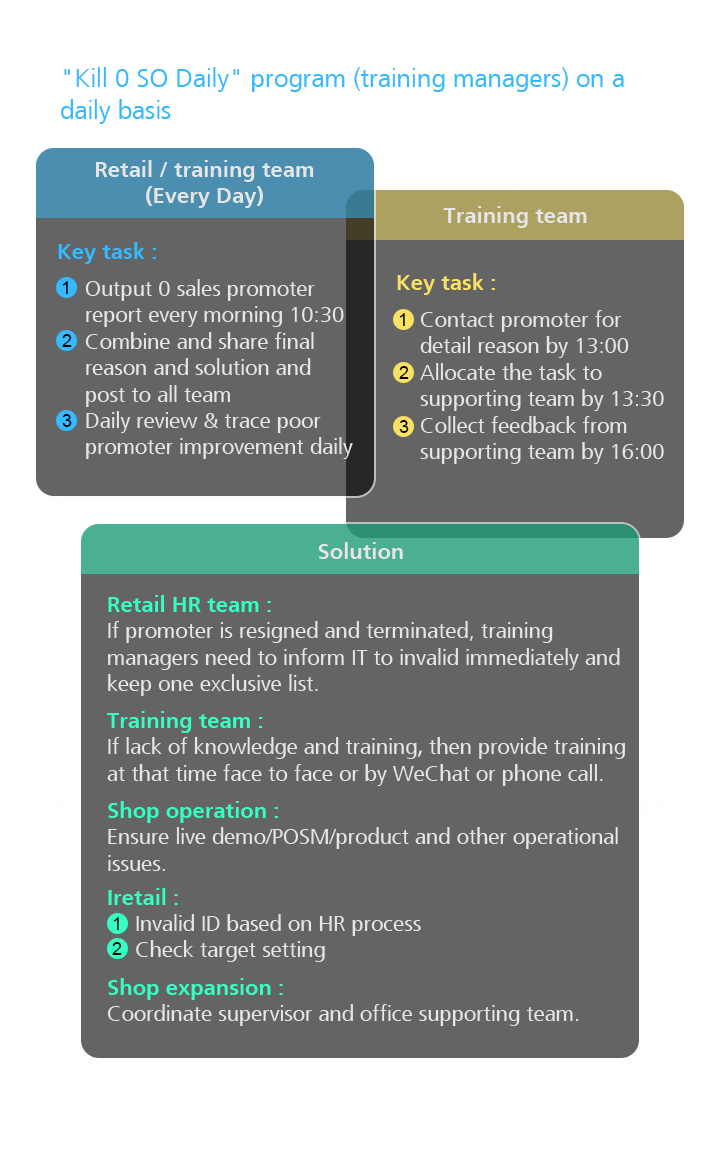 "Kill 0 SO Daily" program (training managers) on a
daily basis
Retail / training team
(Every Day)
Key task :
1 Output 0 sales promoter
report every morning 10:30
2 Combine and share final
reason and solution and
post to all team
3 Daily review & trace poor
promoter improvement daily
Training team
Key task :
1 Contact promoter for
detail reason by 13:00
2 Allocate the task to
supporting team by 13:30
3 Collect feedback from
supporting team by 16:00
Solution
Retail HR team :
If promoter is resigned and terminated, training
managers need to inform IT to invalid immediately and
keep one exclusive list.
Training team :
If lack of knowledge and training, then provide training
at that time face to face or by WeChat or phone call.
Shop operation :
Ensure live demo/POSM/product and other operational
issues.
Iretail :
1 Invalid ID based on HR process
2 Check target setting
Shop expansion :
Coordinate supervisor and office supporting team.